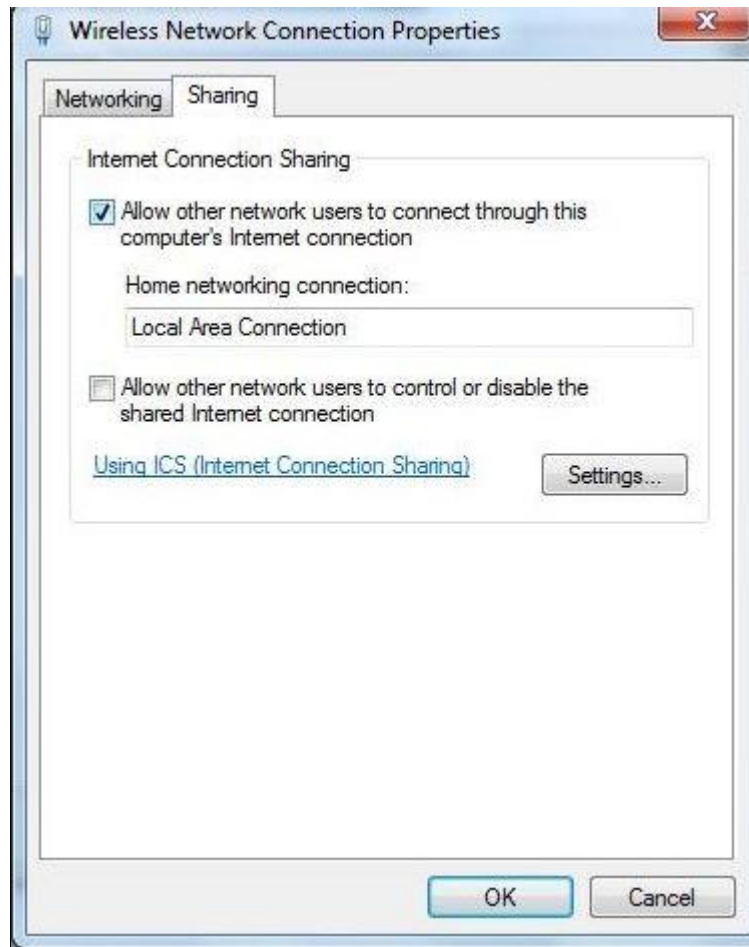 Wireless Network Connection Properties
Networking
Sharing
Internet Connection Sharing
Allow other network users to connect through this
computer's Internet connection
Home networking connection:
Local Area Connection
Allow other network users to control or disable the
shared Internet connection
Using ICS (Internet Connection Sharing)
Settings...
OK
Cancel